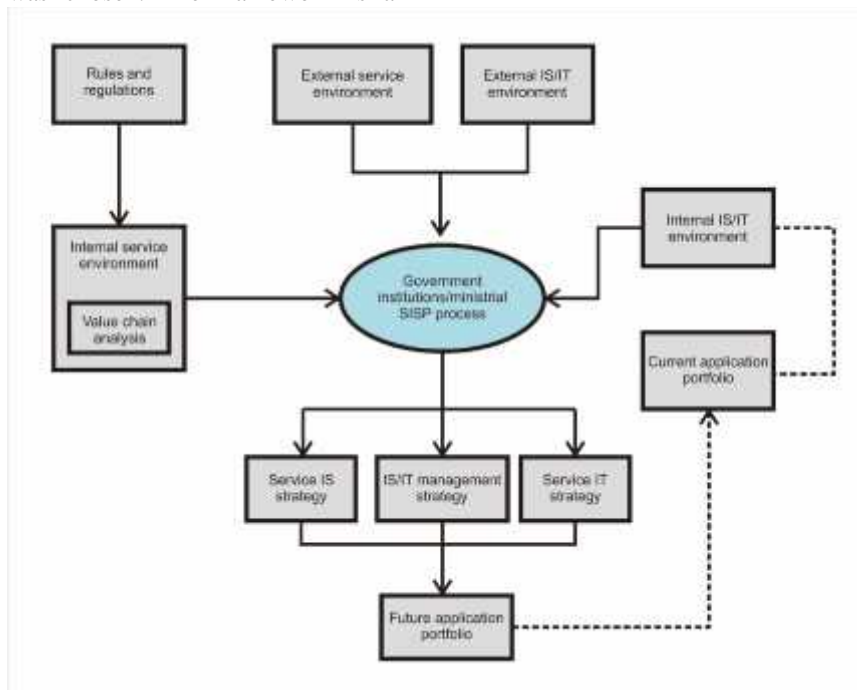 Rules and
regulations
External service
environment
External IS/IT
environment
Internal service
environment
Value chain
analysis
Internal IS/IT
environment
Government
institutions/ministrial
SISP process
Current application
portfolio
Service IS
strategy
IS/IT management
strategy
Service IT
strategy
Future application
portfolio